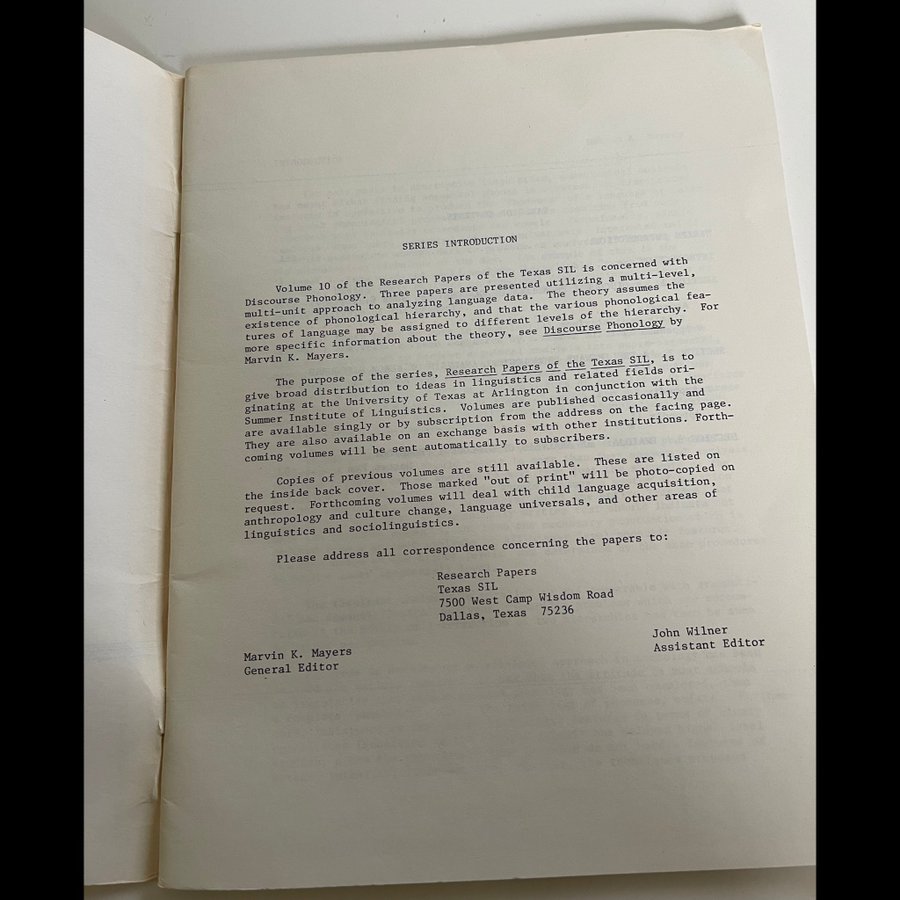 SERIES INTRODUCTION
Volume 10 of the Research Papers of the Texas SIL is concerned with
Discourse Phonology. Three papers are presented utilizing a multi-level,
multi-unit approach to analyzing language data. The theory assumes the
existence of phonological hierarchy, and that the various phonological fea-
tures of language may be assigned to different levels of the hierarchy. For
more specific information about the theory, see Discourse Phonology by
Marvin K. Mayers.
The purpose of the series, Research Papers of the Texas SIL, is to
give broad distribution to ideas in linguistics and related fields ori-
ginating at the University of Texas at Arlington in conjunction with the
Summer Institute of Linguistics. Volumes are published occasionally and
are available singly or by subscription from the address on the facing page.
They are also available on an exchange basis with other institutions. Forth-
coming volumes will be sent automatically to subscribers.
Copies of previous volumes are still available. These are listed on
the inside back cover. Those marked "out of print" will be photo-copied on
request. Forthcoming volumes will deal with child language acquisition,
anthropology and culture change, language universals, and other areas of
linguistics and sociolinguistics.
Please address all correspondence concerning the papers to:
Research Papers
Texas SIL
7500 West Camp Wisdom Road
Dallas, Texas 75236
Marvin K. Mayers
General Editor
John Wilner
Assistant Editor